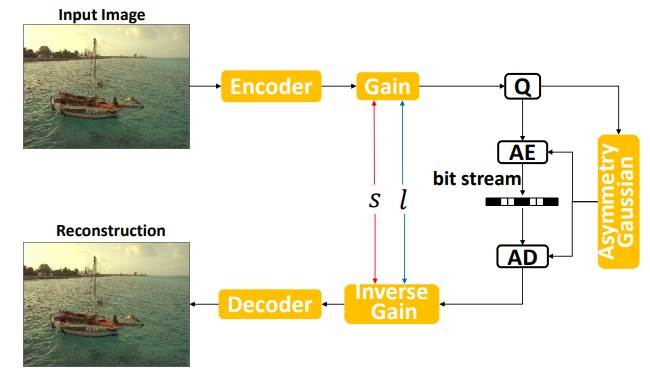 Input Image
Encoder
Gain
Q
AE
bit stream
s
l
Asymmetry
Gaussian
AD
Reconstruction
Decoder
Inverse
Gain